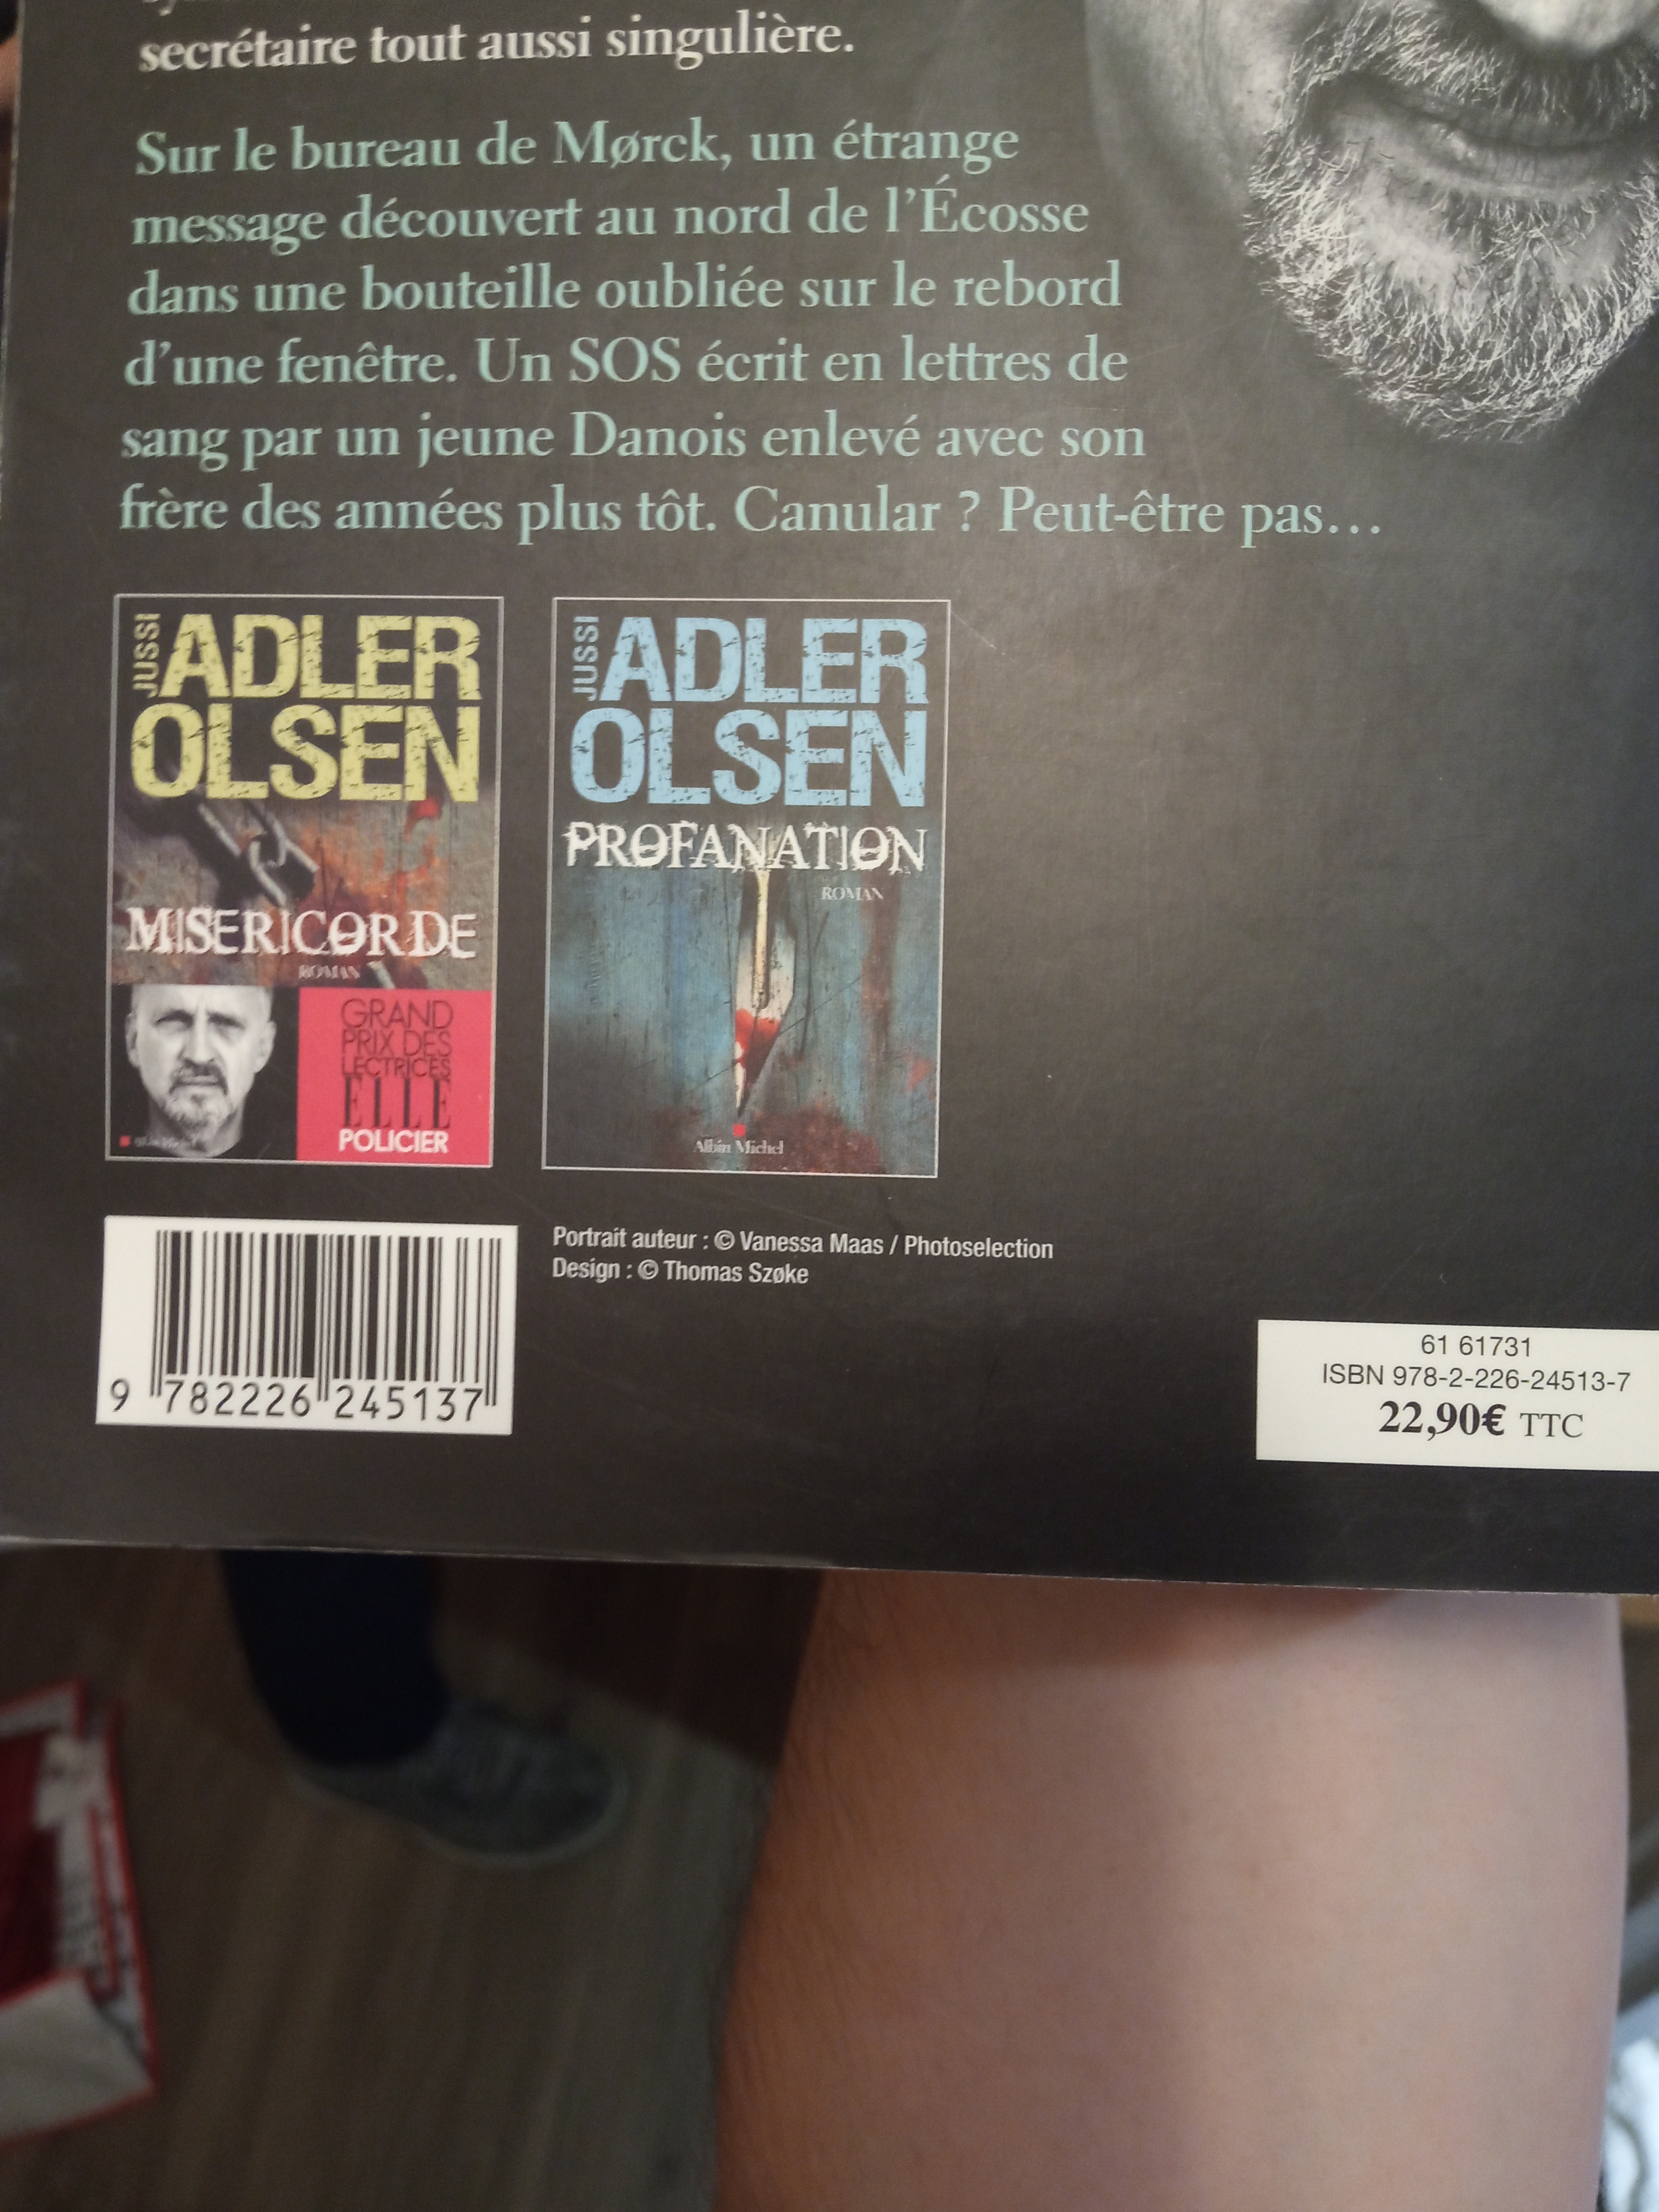 secrétaire tout aussi singulière.
Sur le bureau de Mørck, un étrange
message découvert au nord de l'Écosse
dans une bouteille oubliée sur le rebord
d'une fenêtre. Un SOS écrit en lettres de
sang par un jeune Danois enlevé avec son
frère des années plus tôt. Canular ? Peut-être pas…
JUSSI
ADLER
OLSEN
MISERICORDE
ROMAN
GRAND
PRIX DES
LECTRICES
ELLE
POLICIER
JUSSI
ADLER
OLSEN
PROFANATION
ROMAN
Albin Michel
9 782226 245137
Portrait auteur : © Vanessa Maas / Photoselection
Design : © Thomas Szøke
61 61731
ISBN 978-2-226-24513-7
22,90€ TTC